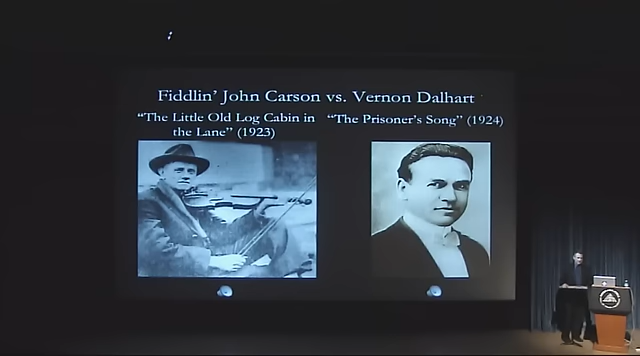 Fiddlin' John Carson vs. Vernon Dalhart
"The Little Old Log Cabin in
the Lane" (1923)
"The Prisoner's Song" (1924)